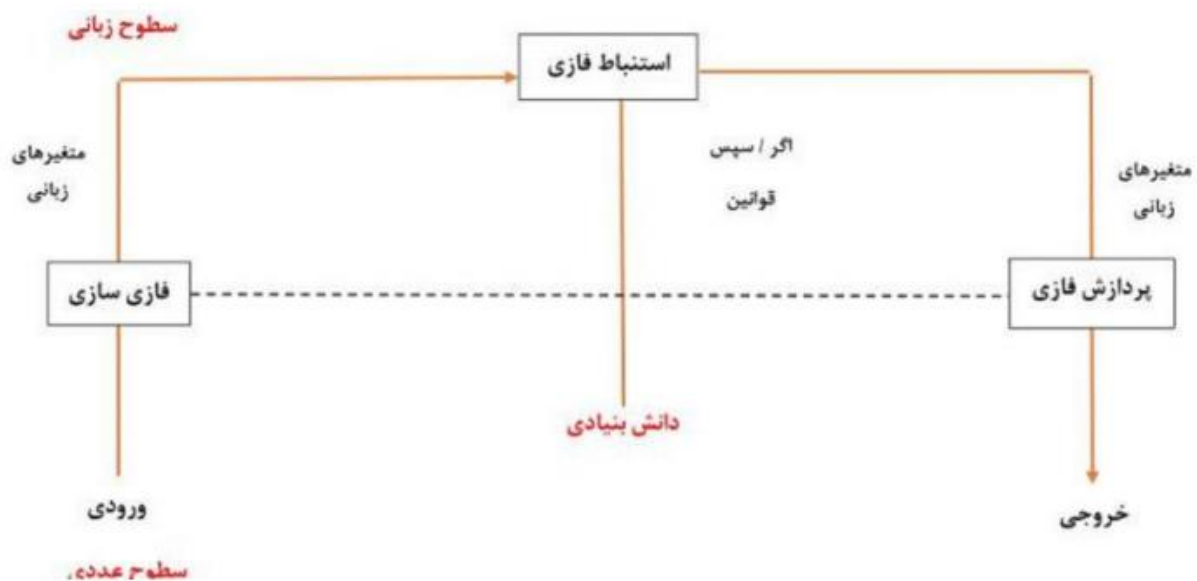 سطوح زبانی
استنباط فازی
متغیرهای
زبانی
اگر / سپس
قوانین
متغیرهای
زبانی
فازی سازی
پردازش فازی
دانش بنیادی
ورودی
خروجی
سطوح عددی